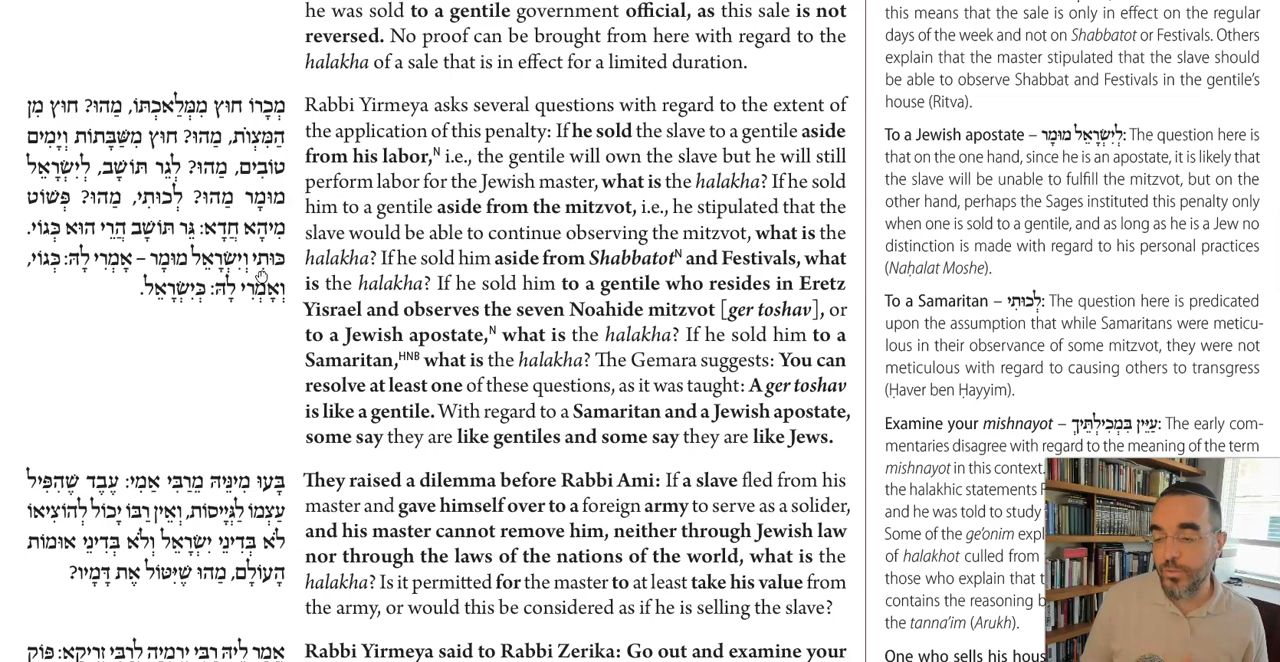 he was sold to a gentile government official, as this sale is not
reversed. No proof can be brought from here with regard to the
halakha of a sale that is in effect for a limited duration.
מְכָרוֹ חוּץ מִמְּלַאכְתּוֹ, מַהוּ? חוּץ מִן
הַמִּצְוֹת, מַהוּ? חוּץ מִשַּׁבָּתוֹת וְיָמִים
טוֹבִים, מַהוּ? לְגֵר תּוֹשָׁב, לְיִשְׂרָאֵל
מוּמָר מַהוּ? לְכוּתִי, מַהוּ? פְּשׁוֹט
מִיהָא חֲדָא: גֵּר תּוֹשָׁב הֲרֵי הוּא כְּגוֹי.
כּוּתִי וְיִשְׂרָאֵל מוּמָר – אָמְרִי לָהּ: כְּגוֹי,
וְאָמְרִי לָהּ: כְּיִשְׂרָאֵל.
Rabbi Yirmeya asks several questions with regard to the extent of
the application of this penalty: If he sold the slave to a gentile aside
from his labor,N i.e., the gentile will own the slave but he will still
perform labor for the Jewish master, what is the halakha? If he sold
him to a gentile aside from the mitzvot, i.e., he stipulated that the
slave would be able to continue observing the mitzvot, what is the
halakha? If he sold him aside from ShabbatotN and Festivals, what
is the halakha? If he sold him to a gentile who resides in Eretz
Yisrael and observes the seven Noahide mitzvot [ger toshav], or
to a Jewish apostate,N what is the halakha? If he sold him to a
Samaritan,HNB what is the halakha? The Gemara suggests: You can
resolve at least one of these questions, as it was taught: A ger toshav
is like a gentile. With regard to a Samaritan and a Jewish apostate,
some say they are like gentiles and some say they are like Jews.
בָּעוּ מִינֵּיהּ מֵרַבִּי אַמֵּי: עֶבֶד שֶׁהִפִּיל
עַצְמוֹ לַגְּיָיסוֹת, וְאֵין רַבּוֹ יָכוֹל לְהוֹצִיאוֹ
לֹא בְּדִינֵי יִשְׂרָאֵל וְלֹא בְּדִינֵי אוּמּוֹת
הָעוֹלָם, מַהוּ שֶׁיִּטּוֹל אֶת דָּמָיו?
They raised a dilemma before Rabbi Ami: If a slave fled from his
master and gave himself over to a foreign army to serve as a solider,
and his master cannot remove him, neither through Jewish law
nor through the laws of the nations of the world, what is the
halakha? Is it permitted for the master to at least take his value from
the army, or would this be considered as if he is selling the slave?
אֲמַר לֵיהּ רַבִּי יִרְמְיָה לְרַבִּי זְרִיקָא: פּוֹק
Rabbi Yirmeya said to Rabbi Zerika: Go out and examine your
this means that the sale is only in effect on the regular
days of the week and not on Shabbatot or Festivals. Others
explain that the master stipulated that the slave should
be able to observe Shabbat and Festivals in the gentile's
house (Ritva).
To a Jewish apostate – לְיִשְׂרָאֵל מוּמָר: The question here is
that on the one hand, since he is an apostate, it is likely that
the slave will be unable to fulfill the mitzvot, but on the
other hand, perhaps the Sages instituted this penalty only
when one is sold to a gentile, and as long as he is a Jew no
distinction is made with regard to his personal practices
(Naḥalat Moshe).
To a Samaritan – לְכוּתִי: The question here is predicated
upon the assumption that while Samaritans were meticu-
lous in their observance of some mitzvot, they were not
meticulous with regard to causing others to transgress
(Ḥaver ben Ḥayyim).
Examine your mishnayot – עַיֵּין בִּמְכִילְתֵּיךְ: The early com-
mentaries disagree with regard to the meaning of the term
mishnayot in this context.
the halakhic statements
and he was told to study
Some of the ge'onim expl
of halakhot culled from
those who explain that t
contains the reasoning b
the tanna'im (Arukh).
One who sells his hous